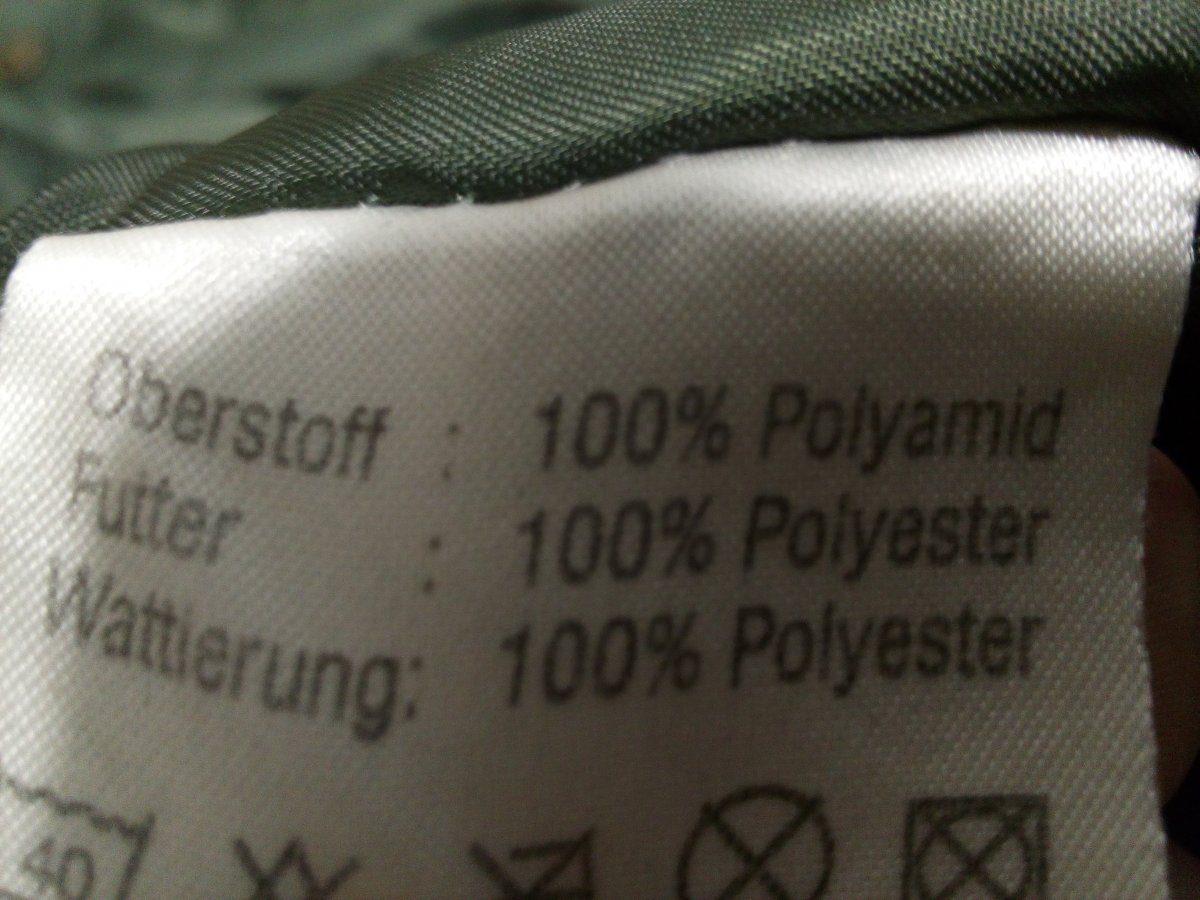 Oberstoff : 100% Polyamid
Futter : 100% Polyester
Wattierung: 100% Polyester
40